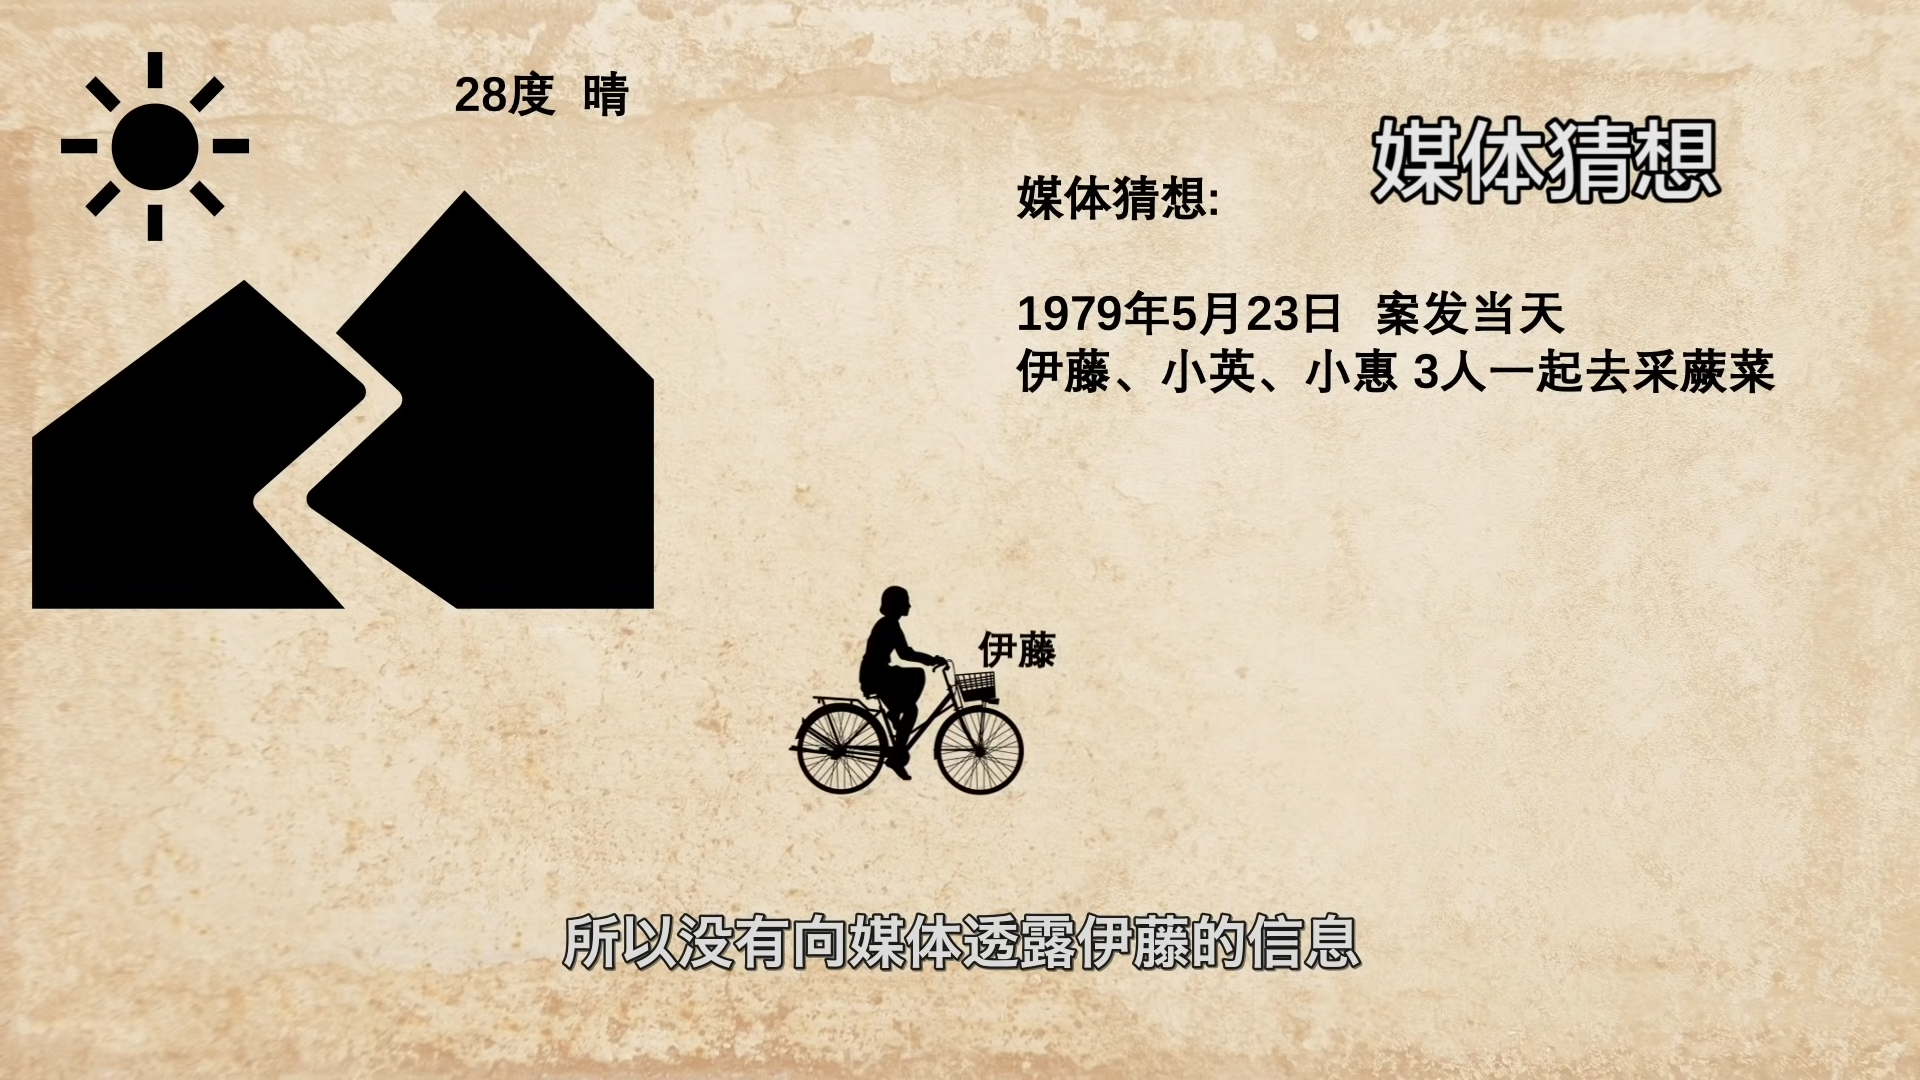 28度 晴
媒体猜想
媒体猜想:
1979年5月23日 案发当天
伊藤、小英、小惠 3人一起去采蕨菜
伊藤
所以没有向媒体透露伊藤的信息